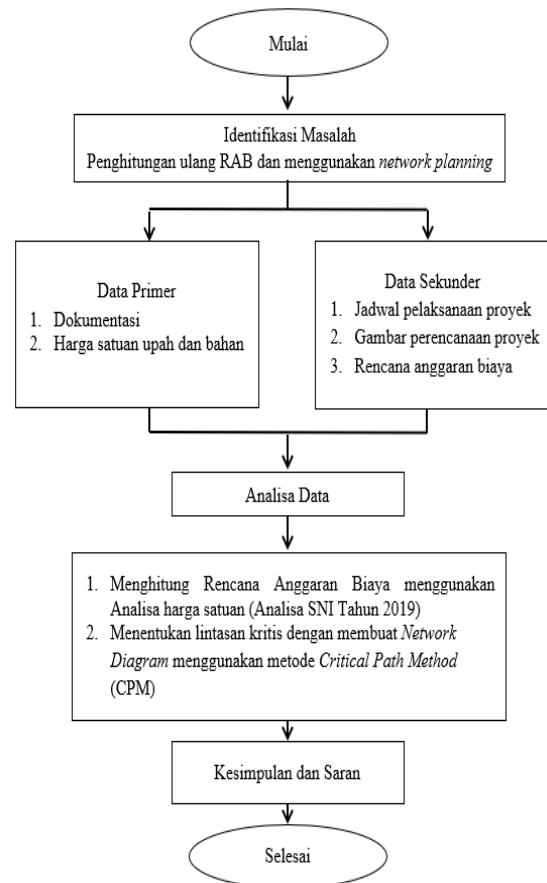 Mulai
Identifikasi Masalah
Penghitungan ulang RAB dan menggunakan network planning
Data Primer
1. Dokumentasi
2. Harga satuan upah dan bahan
Data Sekunder
1. Jadwal pelaksanaan proyek
2. Gambar perencanaan proyek
3. Rencana anggaran biaya
Analisa Data
1. Menghitung Rencana Anggaran Biaya menggunakan
Analisa harga satuan (Analisa SNI Tahun 2019)
2. Menentukan lintasan kritis dengan membuat Network
Diagram menggunakan metode Critical Path Method
(CPM)
Kesimpulan dan Saran
Selesai